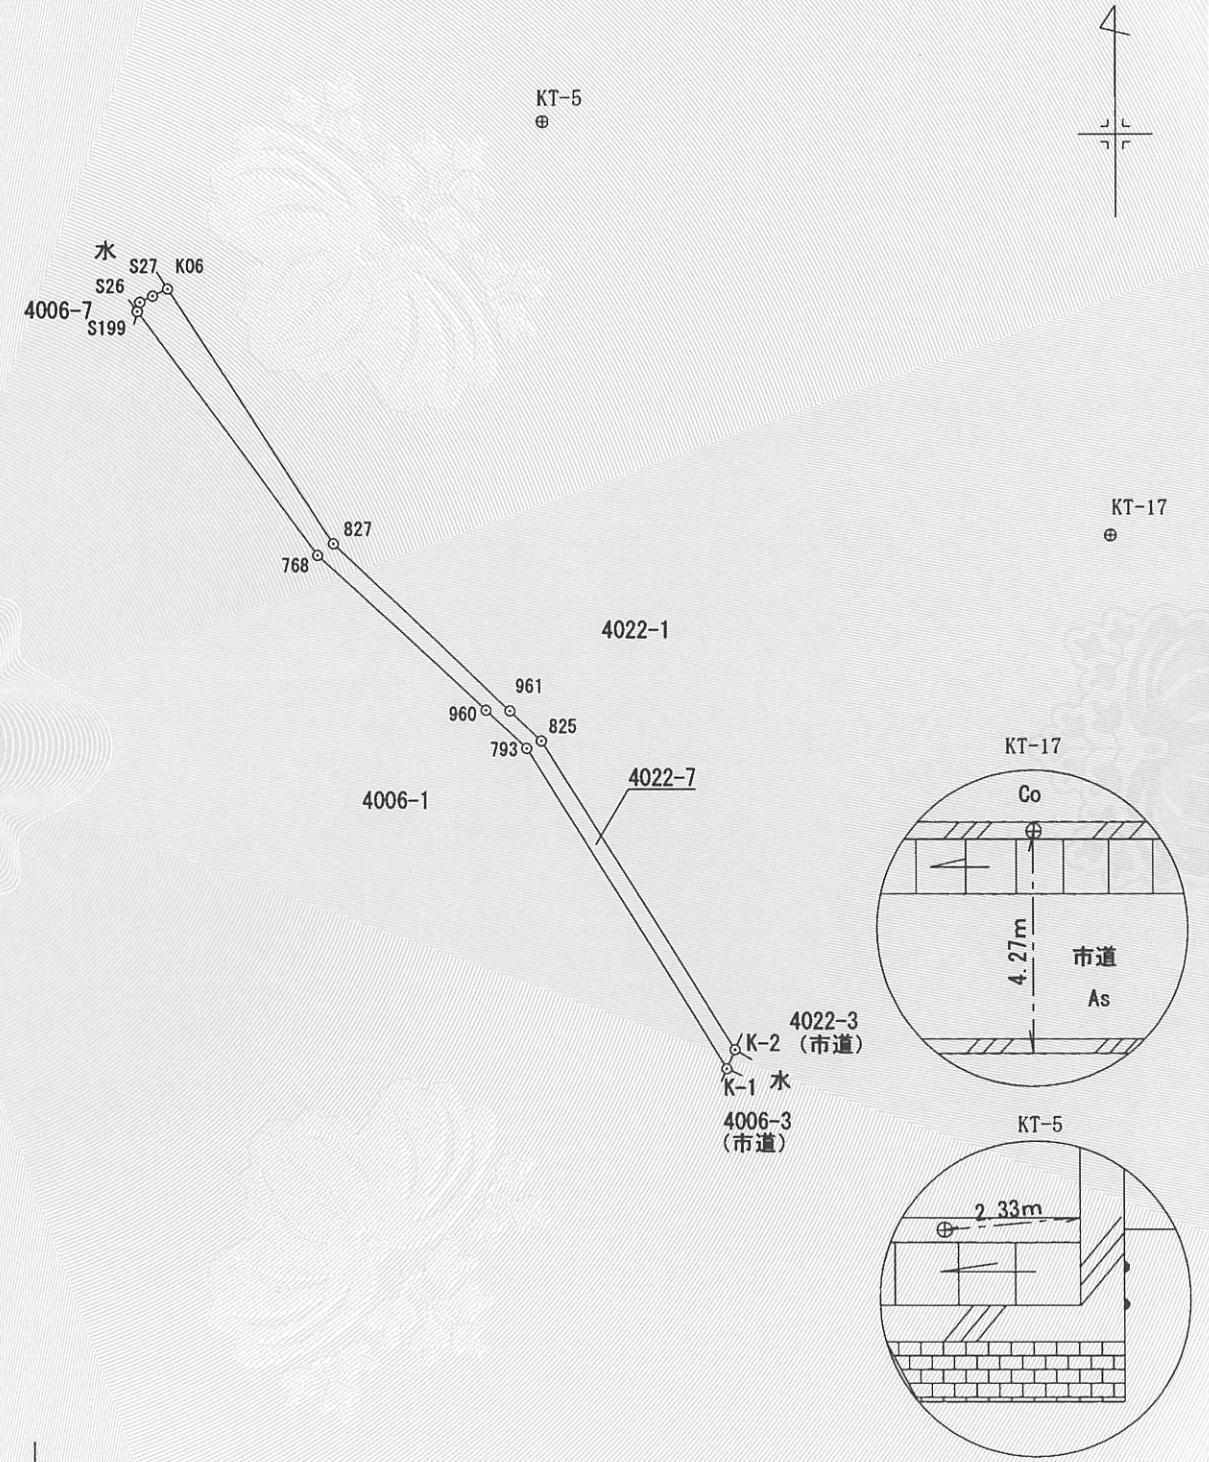 KT-5
水
S27
K06
S26
4006-7
S199
KT-17
827
768
4022-1
961
960
825
793
4022-7
4006-1
KT-17
Co
4.27m
市道
As
4022-3
(市道)
K-2
K-1
水
4006-3
(市道)
KT-5
2.33m